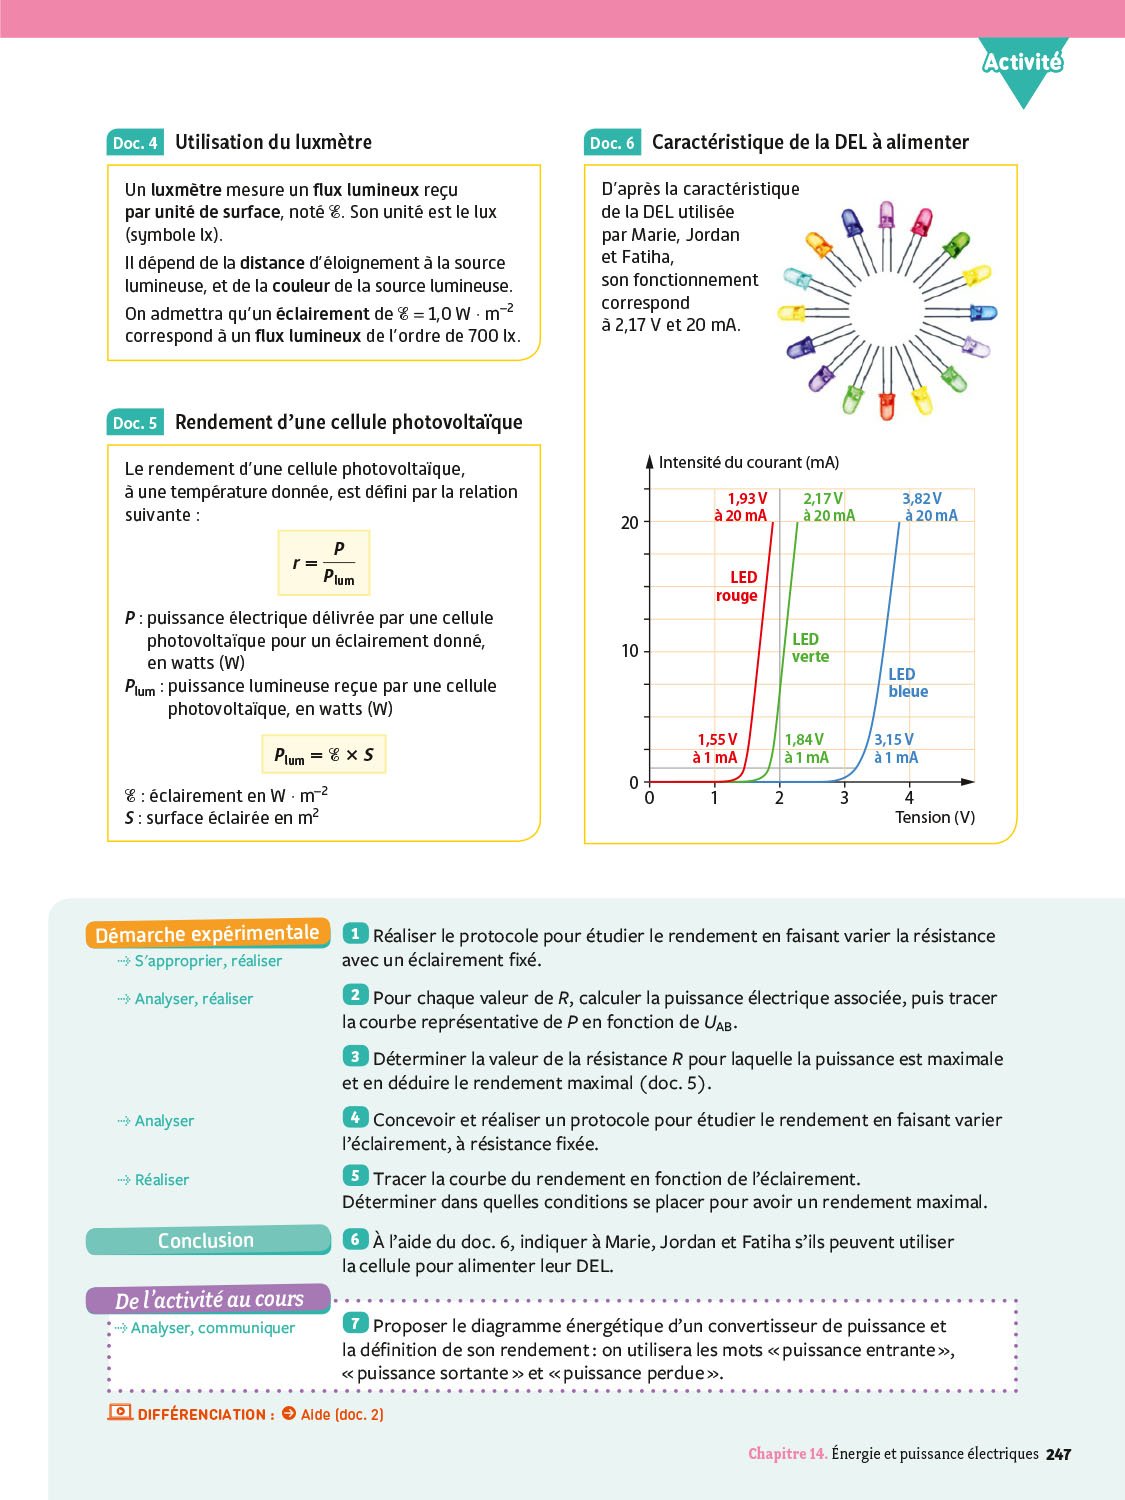 Activité
Doc. 4 Utilisation du luxmètre
Un luxmètre mesure un flux lumineux reçu
par unité de surface, noté ℰ. Son unité est le lux
(symbole lx).
Il dépend de la distance d'éloignement à la source
lumineuse, et de la couleur de la source lumineuse.
On admettra qu'un éclairement de ℰ = 1,0 W · m⁻²
correspond à un flux lumineux de l'ordre de 700 lx.
Doc. 5 Rendement d'une cellule photovoltaïque
Le rendement d'une cellule photovoltaïque,
à une température donnée, est défini par la relation
suivante :
r = P / Plum
P : puissance électrique délivrée par une cellule
photovoltaïque pour un éclairement donné,
en watts (W)
Plum : puissance lumineuse reçue par une cellule
photovoltaïque, en watts (W)
Plum = ℰ × S
ℰ : éclairement en W · m⁻²
S : surface éclairée en m²
Doc. 6 Caractéristique de la DEL à alimenter
D'après la caractéristique
de la DEL utilisée
par Marie, Jordan
et Fatiha,
son fonctionnement
correspond
à 2,17 V et 20 mA.
Intensité du courant (mA)
1,93 V 2,17 V 3,82 V
à 20 mA à 20 mA à 20 mA
20
LED
rouge
LED
verte
10
LED
bleue
1,55 V 1,84 V 3,15 V
à 1 mA à 1 mA à 1 mA
0
0 1 2 3 4
Tension (V)
Démarche expérimentale
S'approprier, réaliser
1 Réaliser le protocole pour étudier le rendement en faisant varier la résistance
avec un éclairement fixé.
Analyser, réaliser
2 Pour chaque valeur de R, calculer la puissance électrique associée, puis tracer
la courbe représentative de P en fonction de UAB.
3 Déterminer la valeur de la résistance R pour laquelle la puissance est maximale
et en déduire le rendement maximal (doc. 5).
Analyser
4 Concevoir et réaliser un protocole pour étudier le rendement en faisant varier
l'éclairement, à résistance fixée.
Réaliser
5 Tracer la courbe du rendement en fonction de l'éclairement.
Déterminer dans quelles conditions se placer pour avoir un rendement maximal.
Conclusion
6 À l'aide du doc. 6, indiquer à Marie, Jordan et Fatiha s'ils peuvent utiliser
la cellule pour alimenter leur DEL.
De l'activité au cours
Analyser, communiquer
7 Proposer le diagramme énergétique d'un convertisseur de puissance et
la définition de son rendement : on utilisera les mots « puissance entrante »,
« puissance sortante » et « puissance perdue ».
DIFFÉRENCIATION : Aide (doc. 2)
Chapitre 14. Énergie et puissance électriques 247